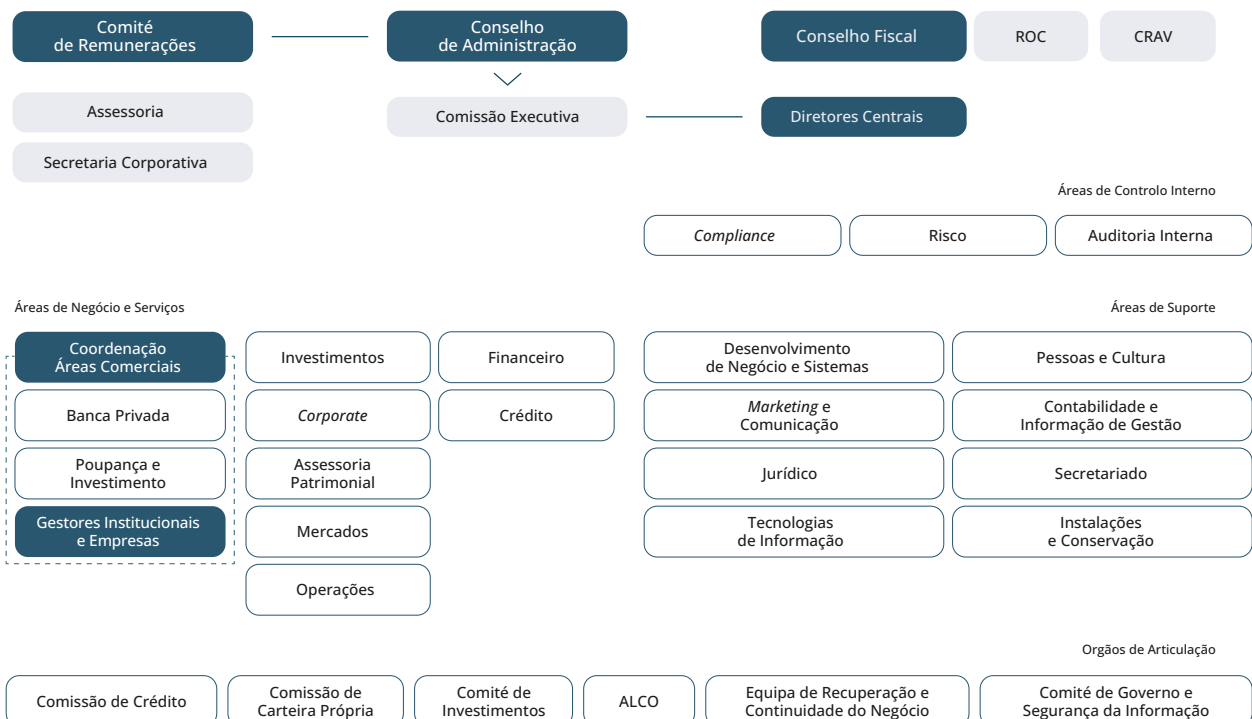 Comité
de Remunerações
Conselho
de Administração
Conselho Fiscal
ROC
CRAV
Assessoria
Comissão Executiva
Diretores Centrais
Secretaria Corporativa
Áreas de Controlo Interno
Compliance
Risco
Auditoria Interna
Áreas de Negócio e Serviços
Coordenação
Áreas Comerciais
Banca Privada
Poupança e
Investimento
Gestores Institucionais
e Empresas
Investimentos
Corporate
Assessoria
Patrimonial
Mercados
Operações
Financeiro
Crédito
Áreas de Suporte
Desenvolvimento
de Negócio e Sistemas
Pessoas e Cultura
Marketing e
Comunicação
Contabilidade e
Informação de Gestão
Jurídico
Secretariado
Tecnologias
de Informação
Instalações
e Conservação
Orgãos de Articulação
Comissão de Crédito
Comissão de
Carteira Própria
Comité de
Investimentos
ALCO
Equipa de Recuperação e
Continuidade do Negócio
Comité de Governo e
Segurança da Informação